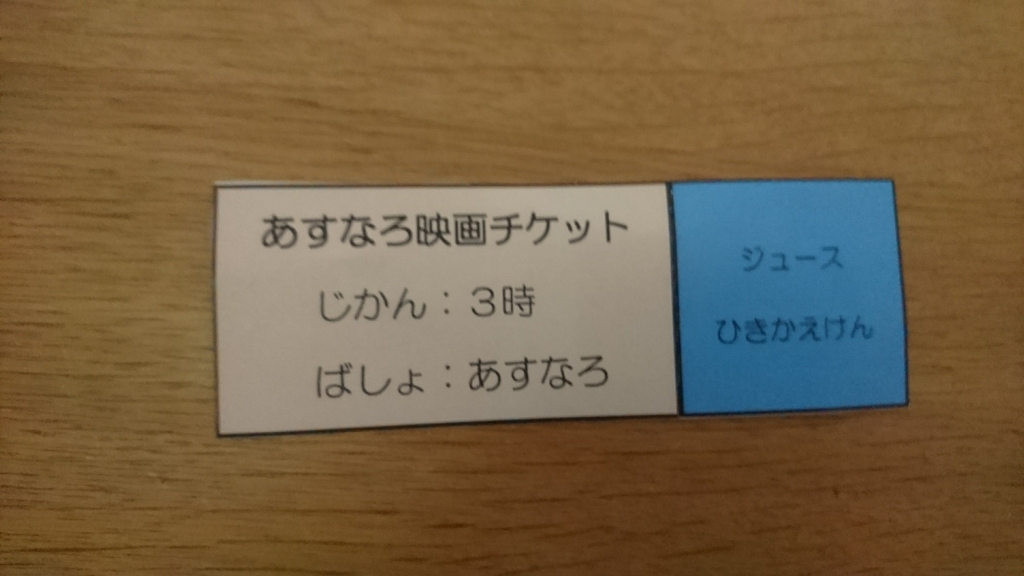 あすなろ映画チケット
じかん：３時
ばしょ：あすなろ
ジュース
ひきかえけん